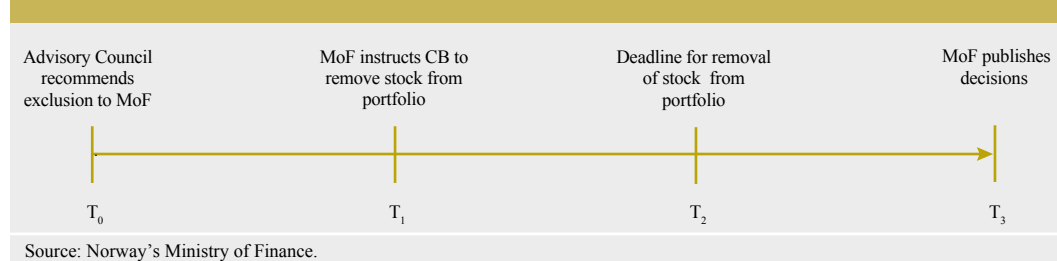 Advisory Council
recommends
exclusion to MoF
MoF instructs CB to
remove stock from
portfolio
Deadline for removal
of stock from
portfolio
MoF publishes
decisions
T₀
T₁
T₂
T₃
Source: Norway's Ministry of Finance.